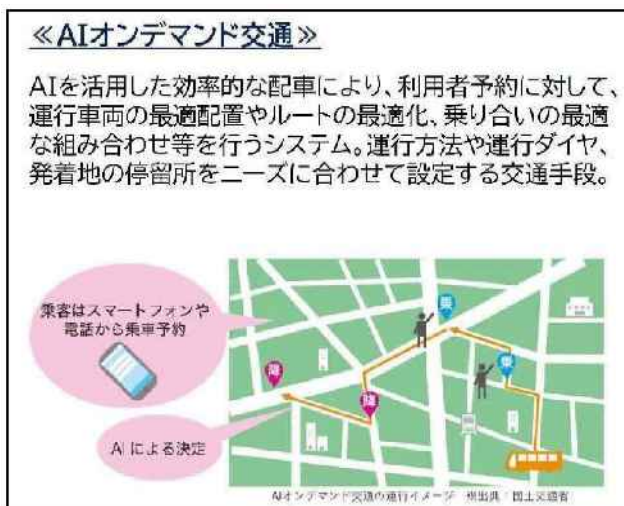 ≪AIオンデマンド交通≫
AIを活用した効率的な配車により、利用者予約に対して、
運行車両の最適配置やルートの最適化、乗り合いの最適
な組み合わせ等を行うシステム。運行方法や運行ダイヤ、
発着地の停留所をニーズに合わせて設定する交通手段。
乗客はスマートフォンや
電話から乗車予約
乗
乗
降
降
AIによる決定
AIオンデマンド交通の運行イメージ 出典：国土交通省